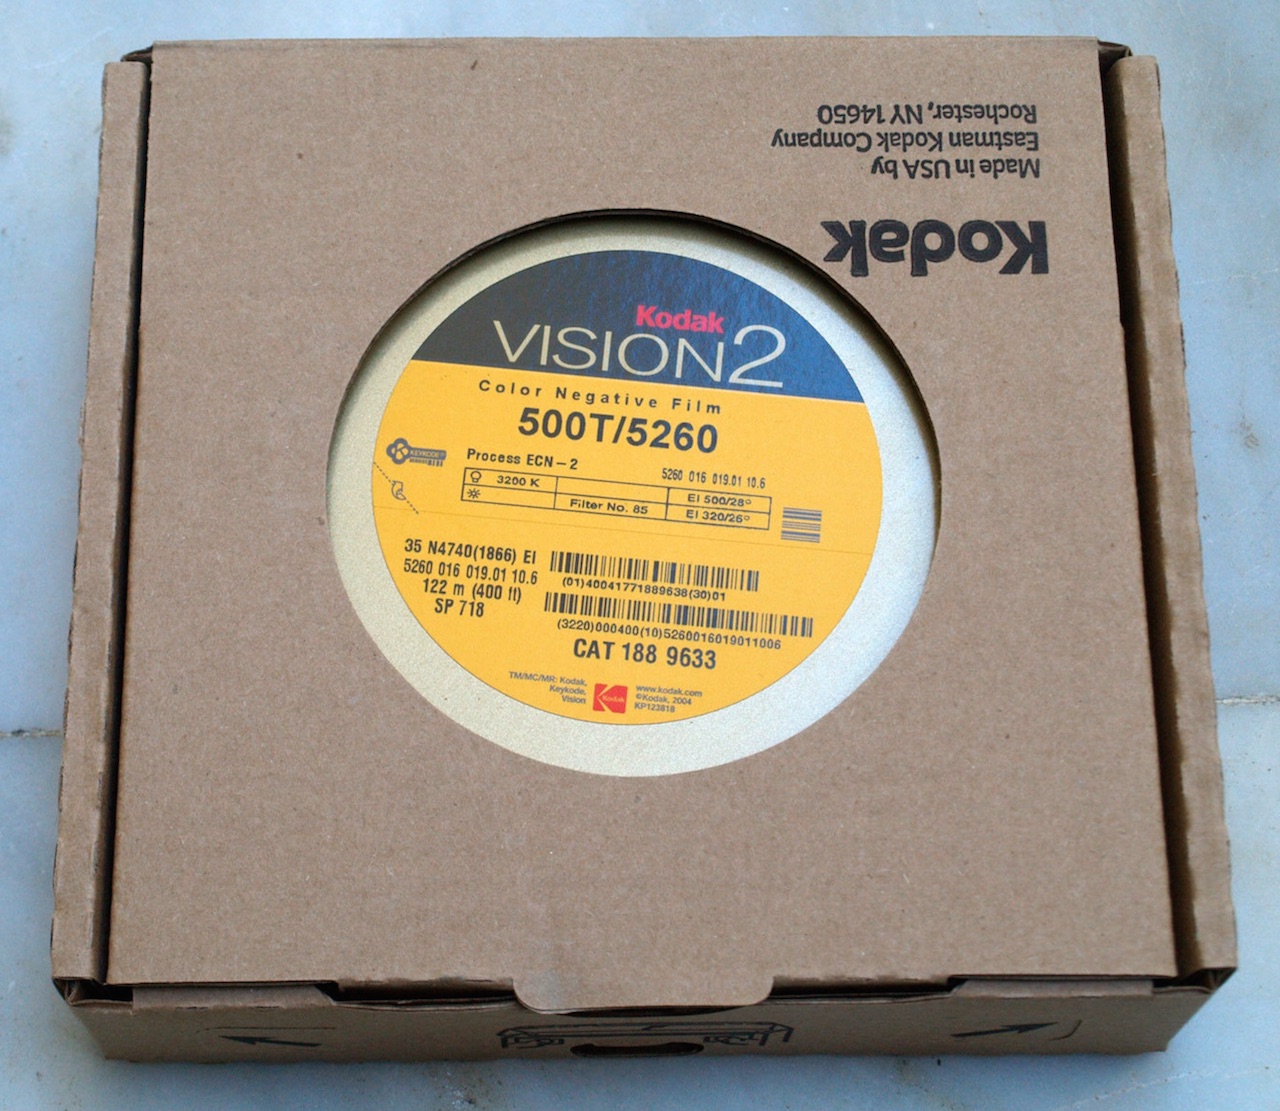 Kodak
Made in USA by
Eastman Kodak Company
Rochester, NY 14650
Kodak
VISION2
Color Negative Film
500T/5260
KEYKODE™
Process ECN-2
5260 016 019.01 10.6
3200 K
EI 500/28°
Filter No. 85
EI 320/26°
35 N4740(1866) EI
5260 016 019.01 10.6
122 m (400 ft)
SP 718
(01)40041771889638(30)01
(3220)000400(10)5260016019011006
CAT 188 9633
TM/MC/MR: Kodak,
Keykode,
Vision
Kodak
www.kodak.com
©Kodak, 2004
KP123818